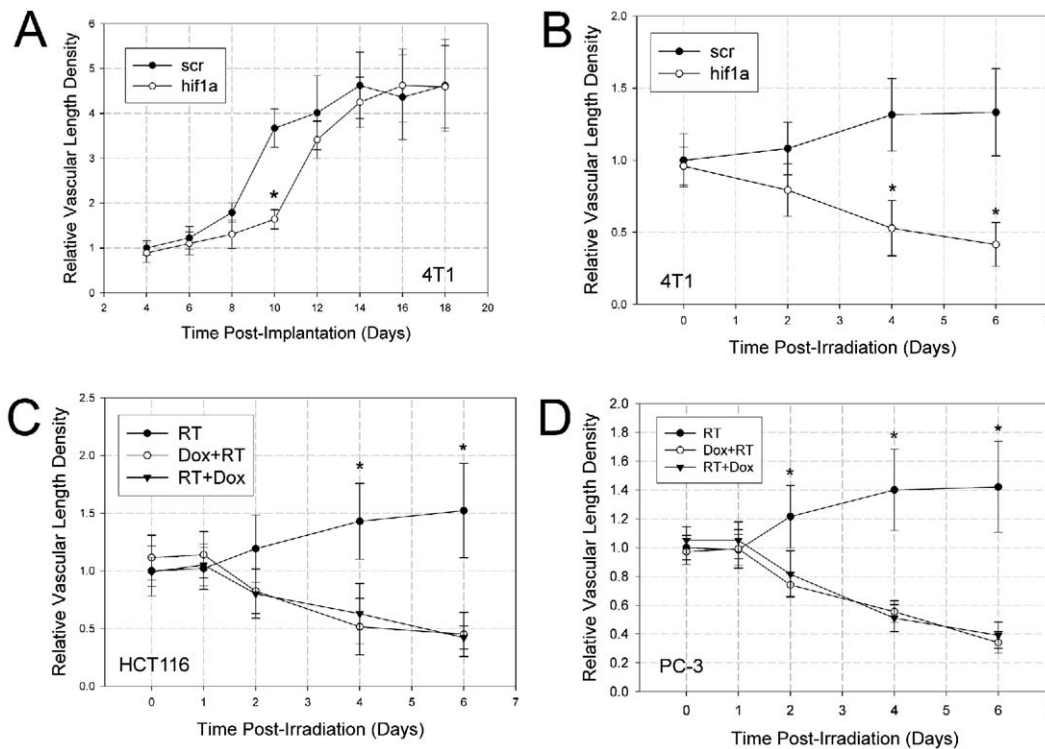 A
Relative Vascular Length Density
6
5
4
3
2
1
0
scr
hif1a
*
4T1
2 4 6 8 10 12 14 16 18 20
Time Post-Implantation (Days)
B
Relative Vascular Length Density
2.0
1.5
1.0
0.5
0.0
scr
hif1a
*
*
4T1
0 1 2 3 4 5 6
Time Post-Irradiation (Days)
C
Relative Vascular Length Density
2.5
2.0
1.5
1.0
0.5
0.0
RT
Dox+RT
RT+Dox
*
*
HCT116
0 1 2 3 4 5 6 7
Time Post-Irradiation (Days)
D
Relative Vascular Length Density
2.0
1.8
1.6
1.4
1.2
1.0
0.8
0.6
0.4
0.2
0.0
RT
Dox+RT
RT+Dox
*
*
*
PC-3
0 1 2 3 4 5 6
Time Post-Irradiation (Days)